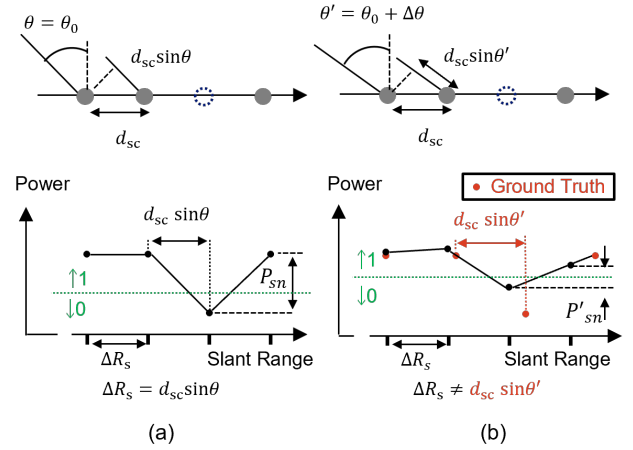 θ = θ₀
d_sc sinθ
d_sc
Power
d_sc sinθ
↑1
↓0
P_sn
ΔR_s
Slant Range
ΔR_s = d_sc sinθ
(a)
θ′ = θ₀ + Δθ
d_sc sinθ′
d_sc
Power
Ground Truth
d_sc sinθ′
↑1
↓0
P′_sn
ΔR_s
Slant Range
ΔR_s ≠ d_sc sinθ′
(b)